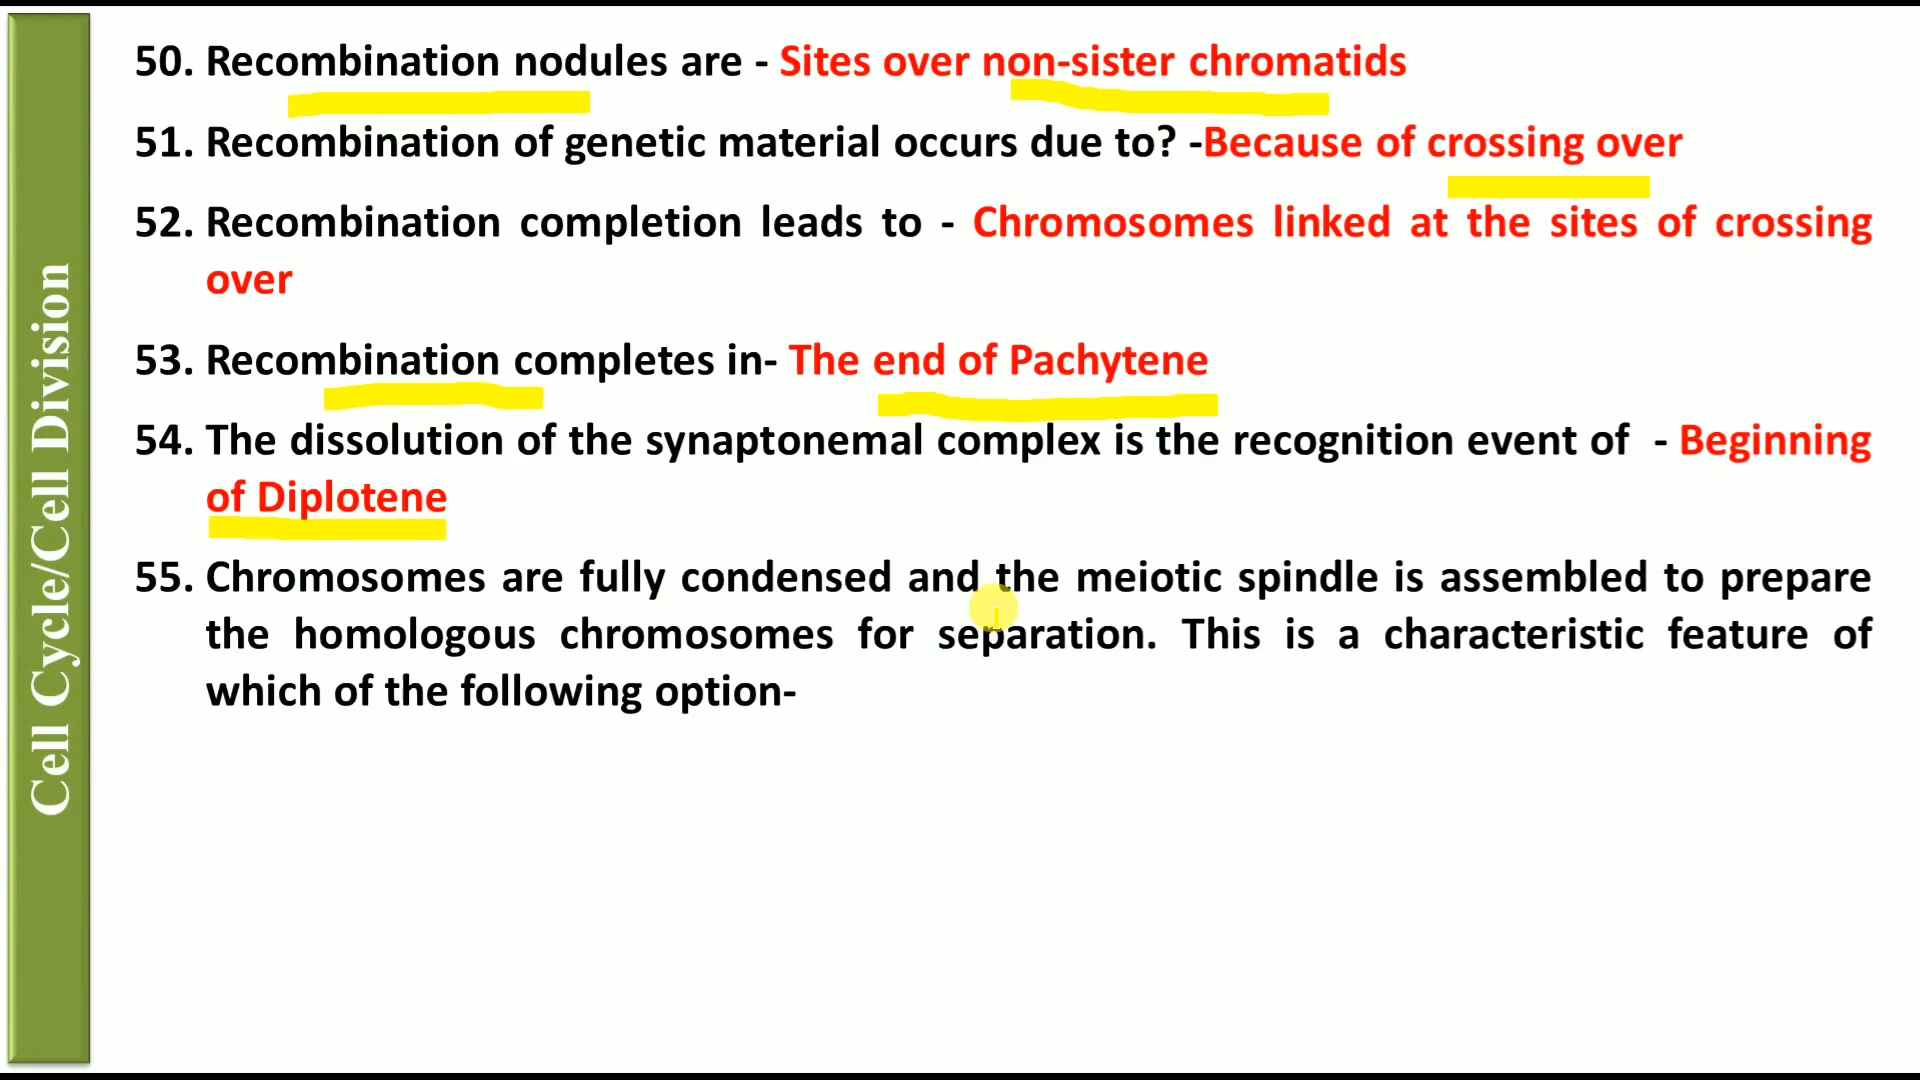 Cell Cycle/Cell Division
50. Recombination nodules are - Sites over non-sister chromatids
51. Recombination of genetic material occurs due to? -Because of crossing over
52. Recombination completion leads to - Chromosomes linked at the sites of crossing
over
53. Recombination completes in- The end of Pachytene
54. The dissolution of the synaptonemal complex is the recognition event of - Beginning
of Diplotene
55. Chromosomes are fully condensed and the meiotic spindle is assembled to prepare
the homologous chromosomes for separation. This is a characteristic feature of
which of the following option-